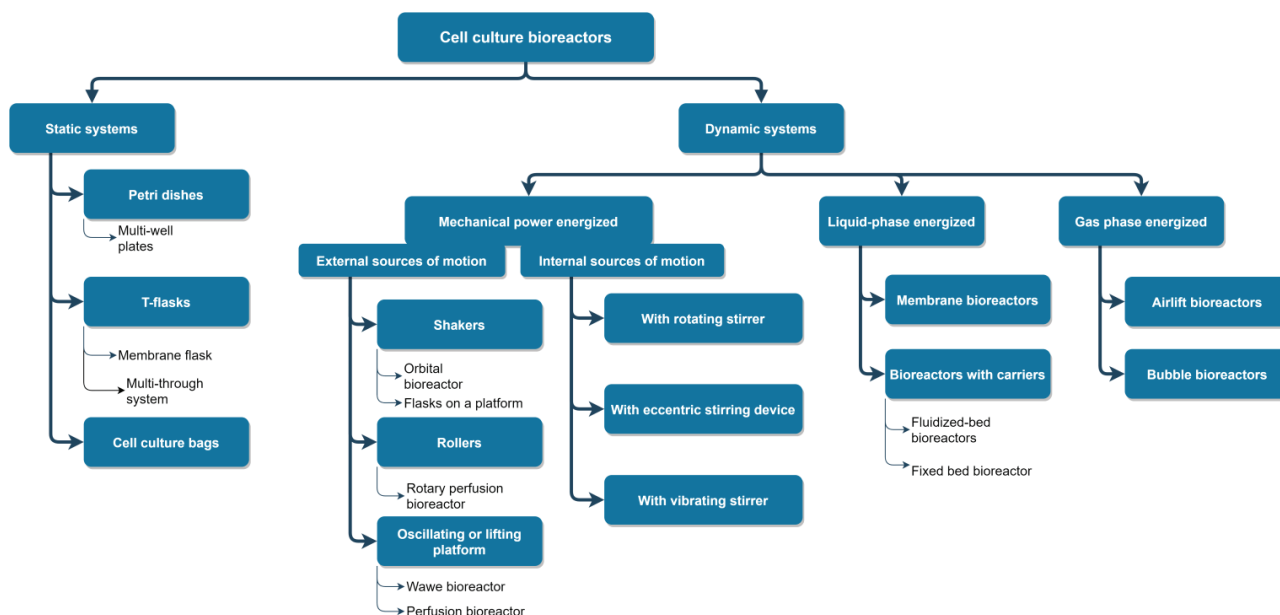 Cell culture bioreactors
Static systems
Dynamic systems
Petri dishes
Multi-well
plates
T-flasks
Membrane flask
Multi-through
system
Cell culture bags
Mechanical power energized
External sources of motion
Shakers
Orbital
bioreactor
Flasks on a platform
Rollers
Rotary perfusion
bioreactor
Oscillating or lifting
platform
Wawe bioreactor
Perfusion bioreactor
Internal sources of motion
With rotating stirrer
With eccentric stirring device
With vibrating stirrer
Liquid-phase energized
Membrane bioreactors
Bioreactors with carriers
Fluidized-bed
bioreactors
Fixed bed bioreactor
Gas phase energized
Airlift bioreactors
Bubble bioreactors